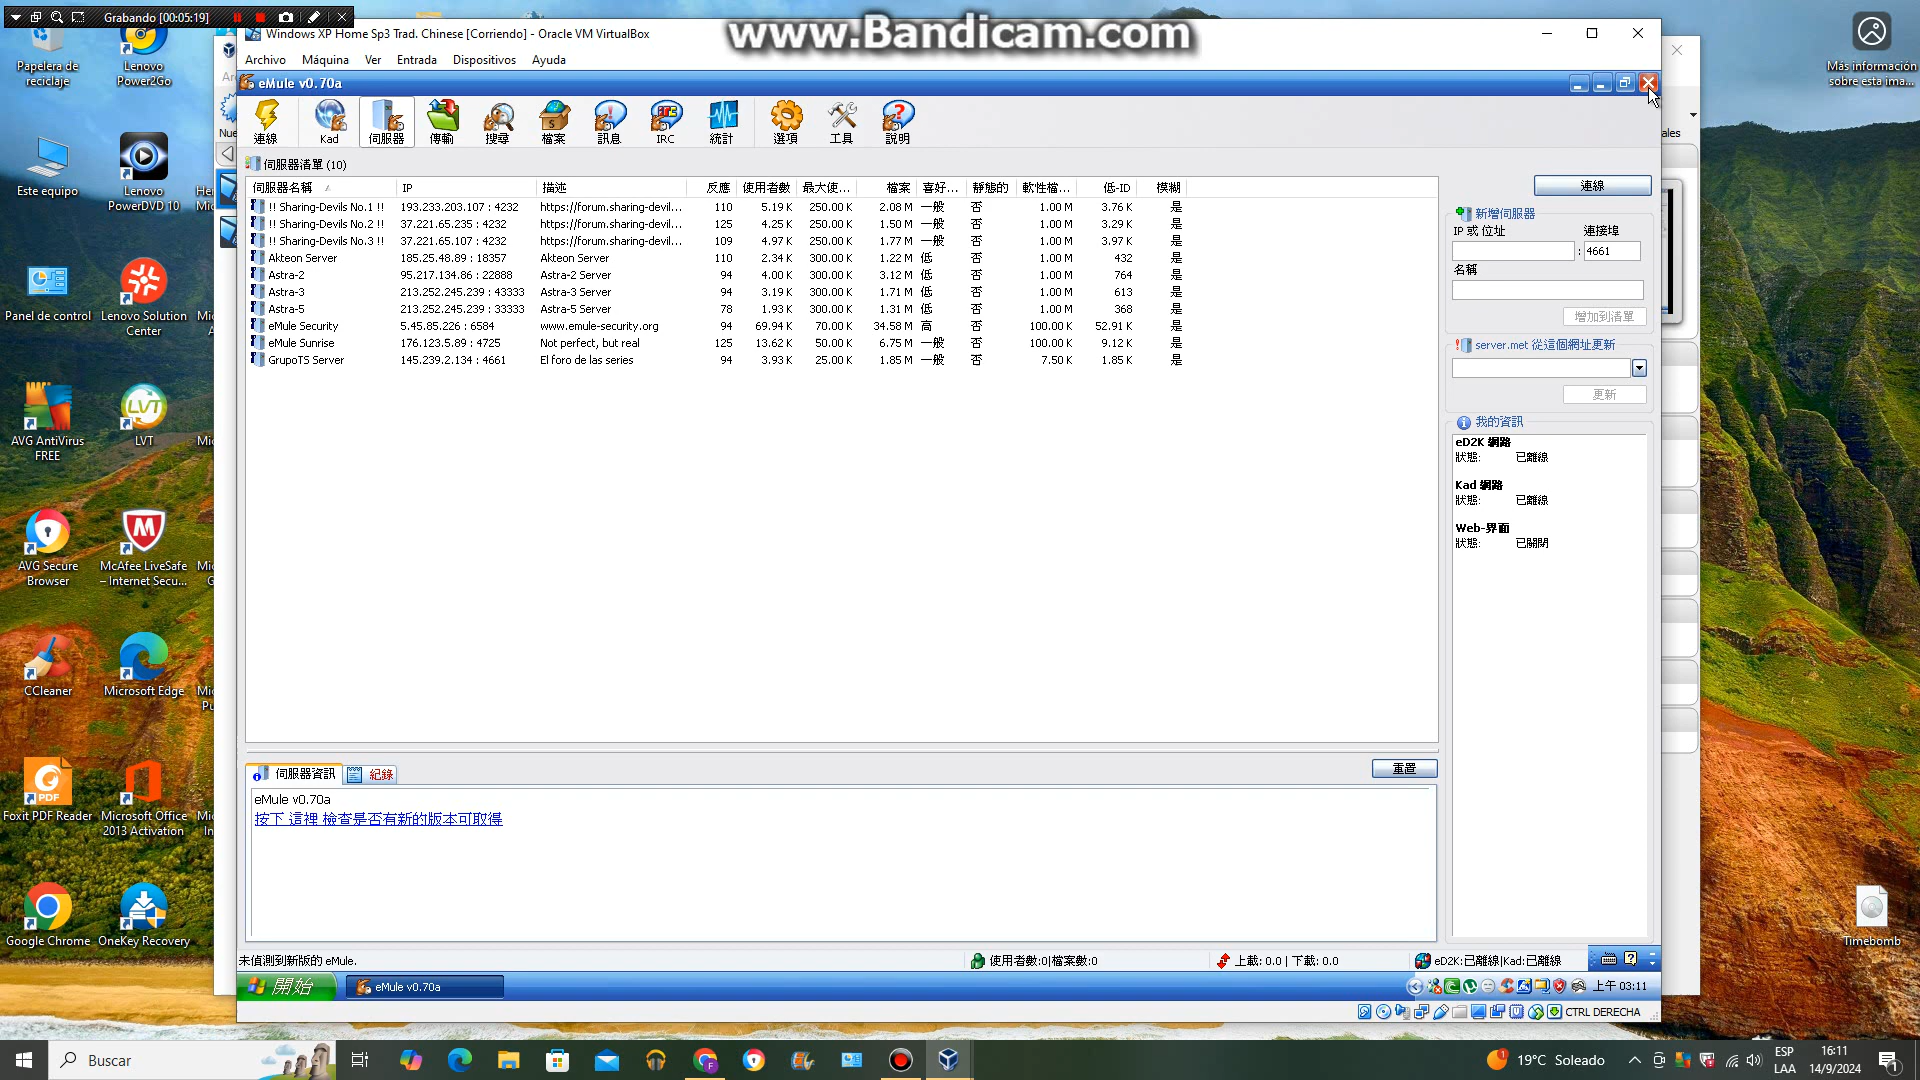 Grabando [00:05:19]
www.Bandicam.com
Papelera de reciclaje
Lenovo Power2Go
Este equipo
Lenovo PowerDVD 10
Panel de control
Lenovo Solution Center
AVG AntiVirus FREE
LVT
AVG Secure Browser
McAfee LiveSafe – Internet Secu...
CCleaner
Microsoft Edge
Foxit PDF Reader
Microsoft Office 2013 Activation
Google Chrome
OneKey Recovery
Más información sobre esta ima...
Timebomb
Windows XP Home Sp3 Trad. Chinese [Corriendo] - Oracle VM VirtualBox
Archivo Máquina Ver Entrada Dispositivos Ayuda
eMule v0.70a
連線 Kad 伺服器 傳輸 搜尋 檔案 訊息 IRC 統計 選項 工具 說明
伺服器清單 (10)
伺服器名稱 IP 描述 反應 使用者數 最大使... 檔案 喜好... 靜態的 軟性檔... 低-ID 模糊
!! Sharing-Devils No.1 !! 193.233.203.107 : 4232 https://forum.sharing-devil... 110 5.19 K 250.00 K 2.08 M 一般 否 1.00 M 3.76 K 是
!! Sharing-Devils No.2 !! 37.221.65.235 : 4232 https://forum.sharing-devil... 125 4.25 K 250.00 K 1.50 M 一般 否 1.00 M 3.29 K 是
!! Sharing-Devils No.3 !! 37.221.65.107 : 4232 https://forum.sharing-devil... 109 4.97 K 250.00 K 1.77 M 一般 否 1.00 M 3.97 K 是
Akteon Server 185.25.48.89 : 18357 Akteon Server 110 2.34 K 300.00 K 1.22 M 低 否 1.00 M 432 是
Astra-2 95.217.134.86 : 22888 Astra-2 Server 94 4.00 K 300.00 K 3.12 M 低 否 1.00 M 764 是
Astra-3 213.252.245.239 : 43333 Astra-3 Server 94 3.19 K 300.00 K 1.71 M 低 否 1.00 M 613 是
Astra-5 213.252.245.239 : 33333 Astra-5 Server 78 1.93 K 300.00 K 1.31 M 低 否 1.00 M 368 是
eMule Security 5.45.85.226 : 6584 www.emule-security.org 94 69.94 K 70.00 K 34.58 M 高 否 100.00 K 52.91 K 是
eMule Sunrise 176.123.5.89 : 4725 Not perfect, but real 125 13.62 K 50.00 K 6.75 M 一般 否 100.00 K 9.12 K 是
GrupoTS Server 145.239.2.134 : 4661 El foro de las series 94 3.93 K 25.00 K 1.85 M 一般 否 7.50 K 1.85 K 是
連線
新增伺服器
IP 或 位址 連接埠
: 4661
名稱
增加到清單
server.met 從這個網址更新
更新
我的資訊
eD2K 網路
狀態: 已離線
Kad 網路
狀態: 已離線
Web-界面
狀態: 已關閉
伺服器資訊 紀錄 重置
eMule v0.70a
按下 這裡 檢查是否有新的版本可取得
未偵測到新版的 eMule. 使用者數:0|檔案數:0 上載: 0.0 | 下載: 0.0 eD2K:已離線|Kad:已離線
開始 eMule v0.70a 上午 03:11
CTRL DERECHA
Buscar 19°C Soleado ESP LAA 16:11 14/9/2024